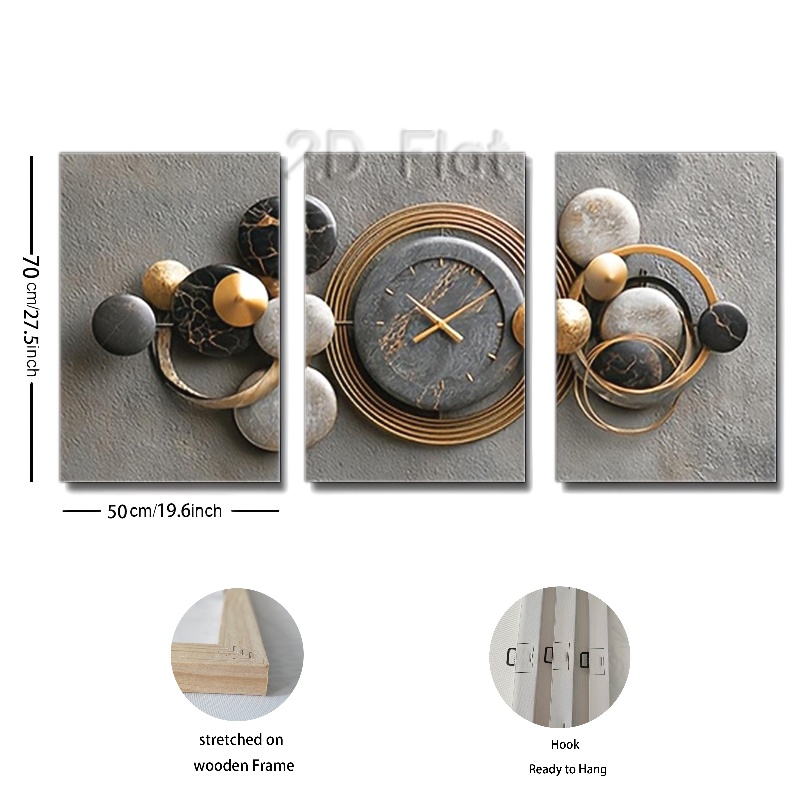 2D Flat
70 cm/27.5inch
50cm/19.6inch
stretched on
wooden Frame
Hook
Ready to Hang